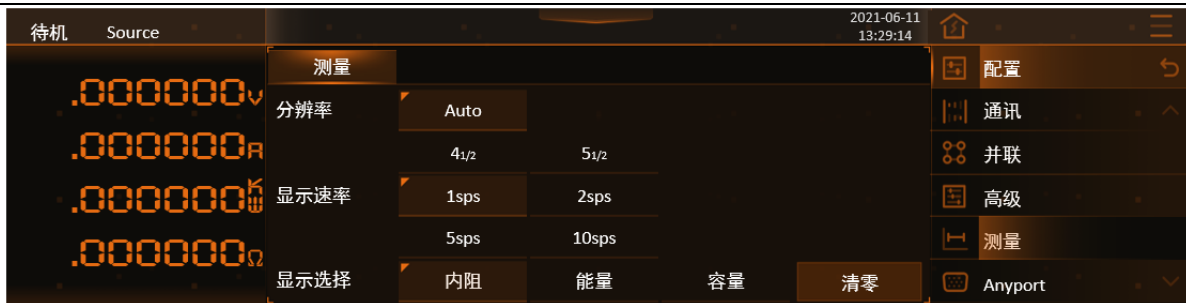 待机 Source 2021-06-11
13:29:14
.000000V
.000000A
.000000KW
.000000Ω
测量
分辨率 Auto
41/2 51/2
显示速率 1sps 2sps
5sps 10sps
显示选择 内阻 能量 容量 清零
配置
通讯
并联
高级
测量
Anyport